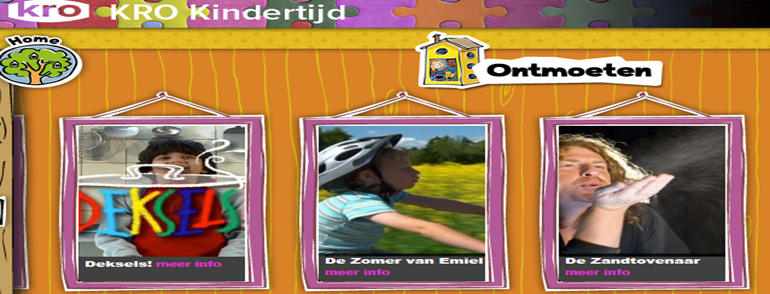 kro KRO Kindertijd
Home
Ontmoeten
DEKSELS
Deksels! meer info
De Zomer van Emiel
meer info
De Zandtovenaar
meer info